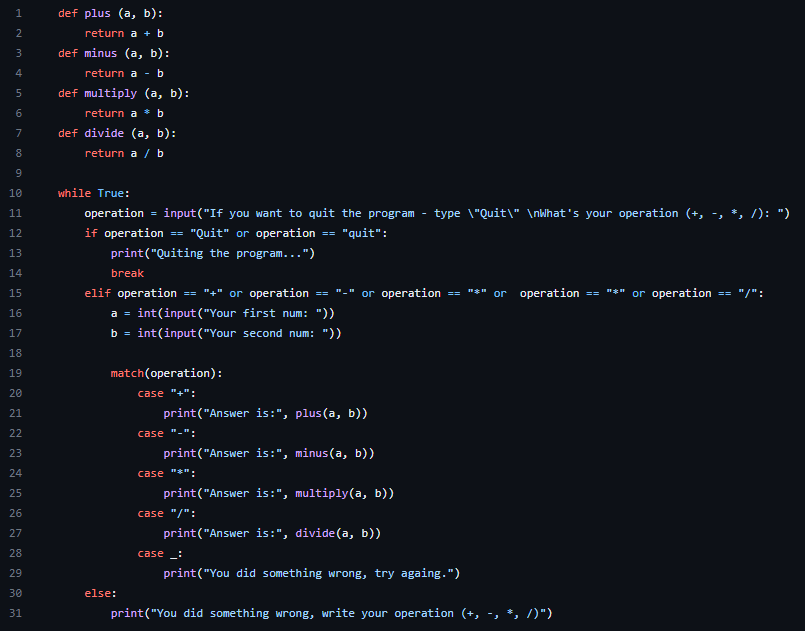 1 def plus (a, b):
2 return a + b
3 def minus (a, b):
4 return a - b
5 def multiply (a, b):
6 return a * b
7 def divide (a, b):
8 return a / b
9
10 while True:
11 operation = input("If you want to quit the program - type \"Quit\" \nWhat's your operation (+, -, *, /): ")
12 if operation == "Quit" or operation == "quit":
13 print("Quiting the program...")
14 break
15 elif operation == "+" or operation == "-" or operation == "*" or  operation == "*" or operation == "/":
16 a = int(input("Your first num: "))
17 b = int(input("Your second num: "))
18
19 match(operation):
20 case "+":
21 print("Answer is:", plus(a, b))
22 case "-":
23 print("Answer is:", minus(a, b))
24 case "*":
25 print("Answer is:", multiply(a, b))
26 case "/":
27 print("Answer is:", divide(a, b))
28 case _:
29 print("You did something wrong, try againg.")
30 else:
31 print("You did something wrong, write your operation (+, -, *, /)")